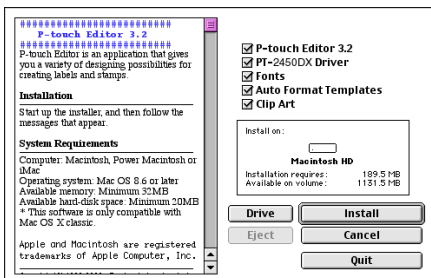 ##########################
P-touch Editor 3.2
##########################
P-touch Editor is an application that gives
you a variety of designing possibilities for
creating labels and stamps.
Installation
Start up the installer, and then follow the
messages that appear.
System Requirements
Computer: Macintosh, Power Macintosh or
iMac
Operating system: Mac OS 8.6 or later
Available memory: Minimum 32MB
Available hard-disk space: Minimum 20MB
* This software is only compatible with
Mac OS X classic.
Apple and Macintosh are registered
trademarks of Apple Computer, Inc.
P-touch Editor 3.2
PT-2450DX Driver
Fonts
Auto Format Templates
Clip Art
Install on:
Macintosh HD
Installation requires: 189.5 MB
Available on volume: 1131.5 MB
Drive
Install
Eject
Cancel
Quit